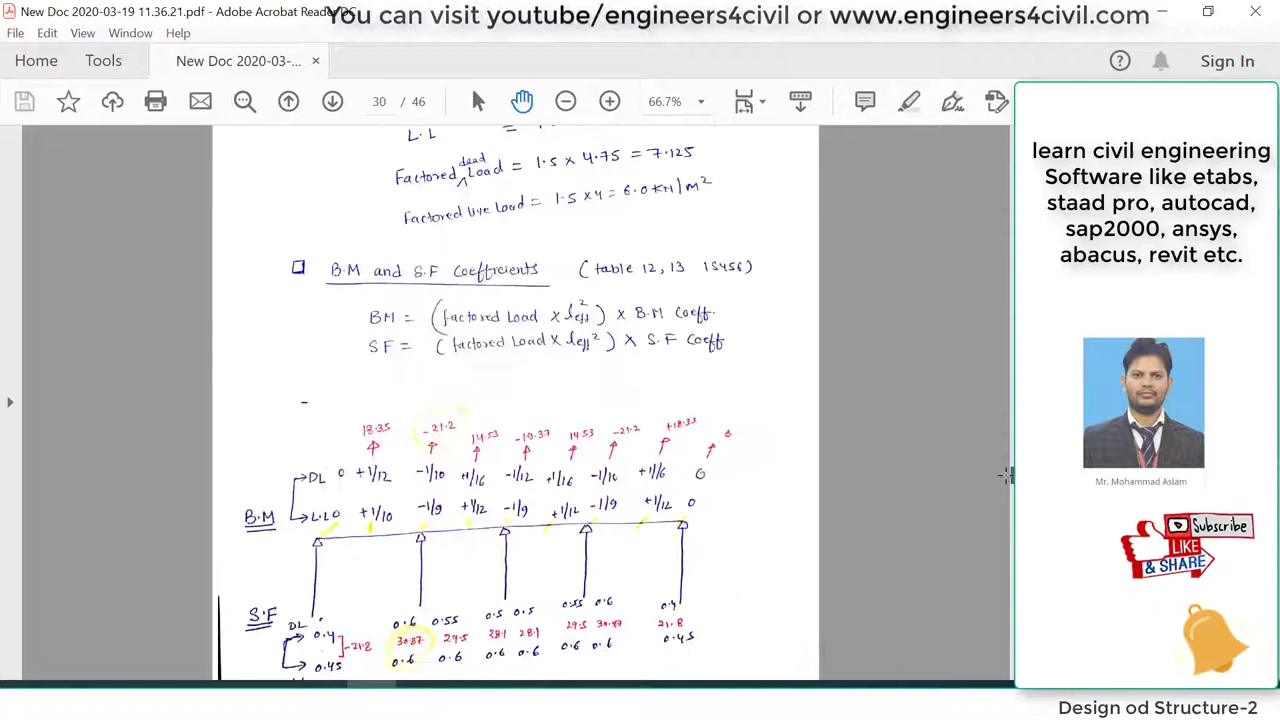 New Doc 2020-03-19 11.36.21.pdf - Adobe Acrobat Reader DC
You can visit youtube/engineers4civil or www.engineers4civil.com
File Edit View Window Help
Home Tools New Doc 2020-03-... × Sign In
30 / 46 66.7%
L.L =
Factored dead Load = 1.5 x 4.75 = 7.125
Factored live Load = 1.5 x 4 = 6.0 KN/m²
B.M and S.F Coefficients (table 12, 13 IS456)
BM = (factored Load x leff²) x B.M Coeff.
SF = (factored Load x leff²) x S.F Coeff
18.35 -21.2 14.53 -19.37 14.53 -21.2 +18.35
DL 0 +1/12 -1/10 +1/16 -1/12 +1/16 -1/10 +1/6 0
B.M L.L 0 +1/10 -1/9 +1/12 -1/9 +1/12 -1/9 +1/12 0
S.F
DL 0.4 0.6 0.55 0.5 0.5 0.55 0.6 0.4
-21.8 30.87 29.5 28.1 28.1 29.5 30.87 21.8
0.45 0.6 0.6 0.6 0.6 0.6 0.6 0.45
learn civil engineering
Software like etabs,
staad pro, autocad,
sap2000, ansys,
abacus, revit etc.
Mr. Mohammad Aslam
Subscribe
LIKE
& SHARE
Design od Structure-2